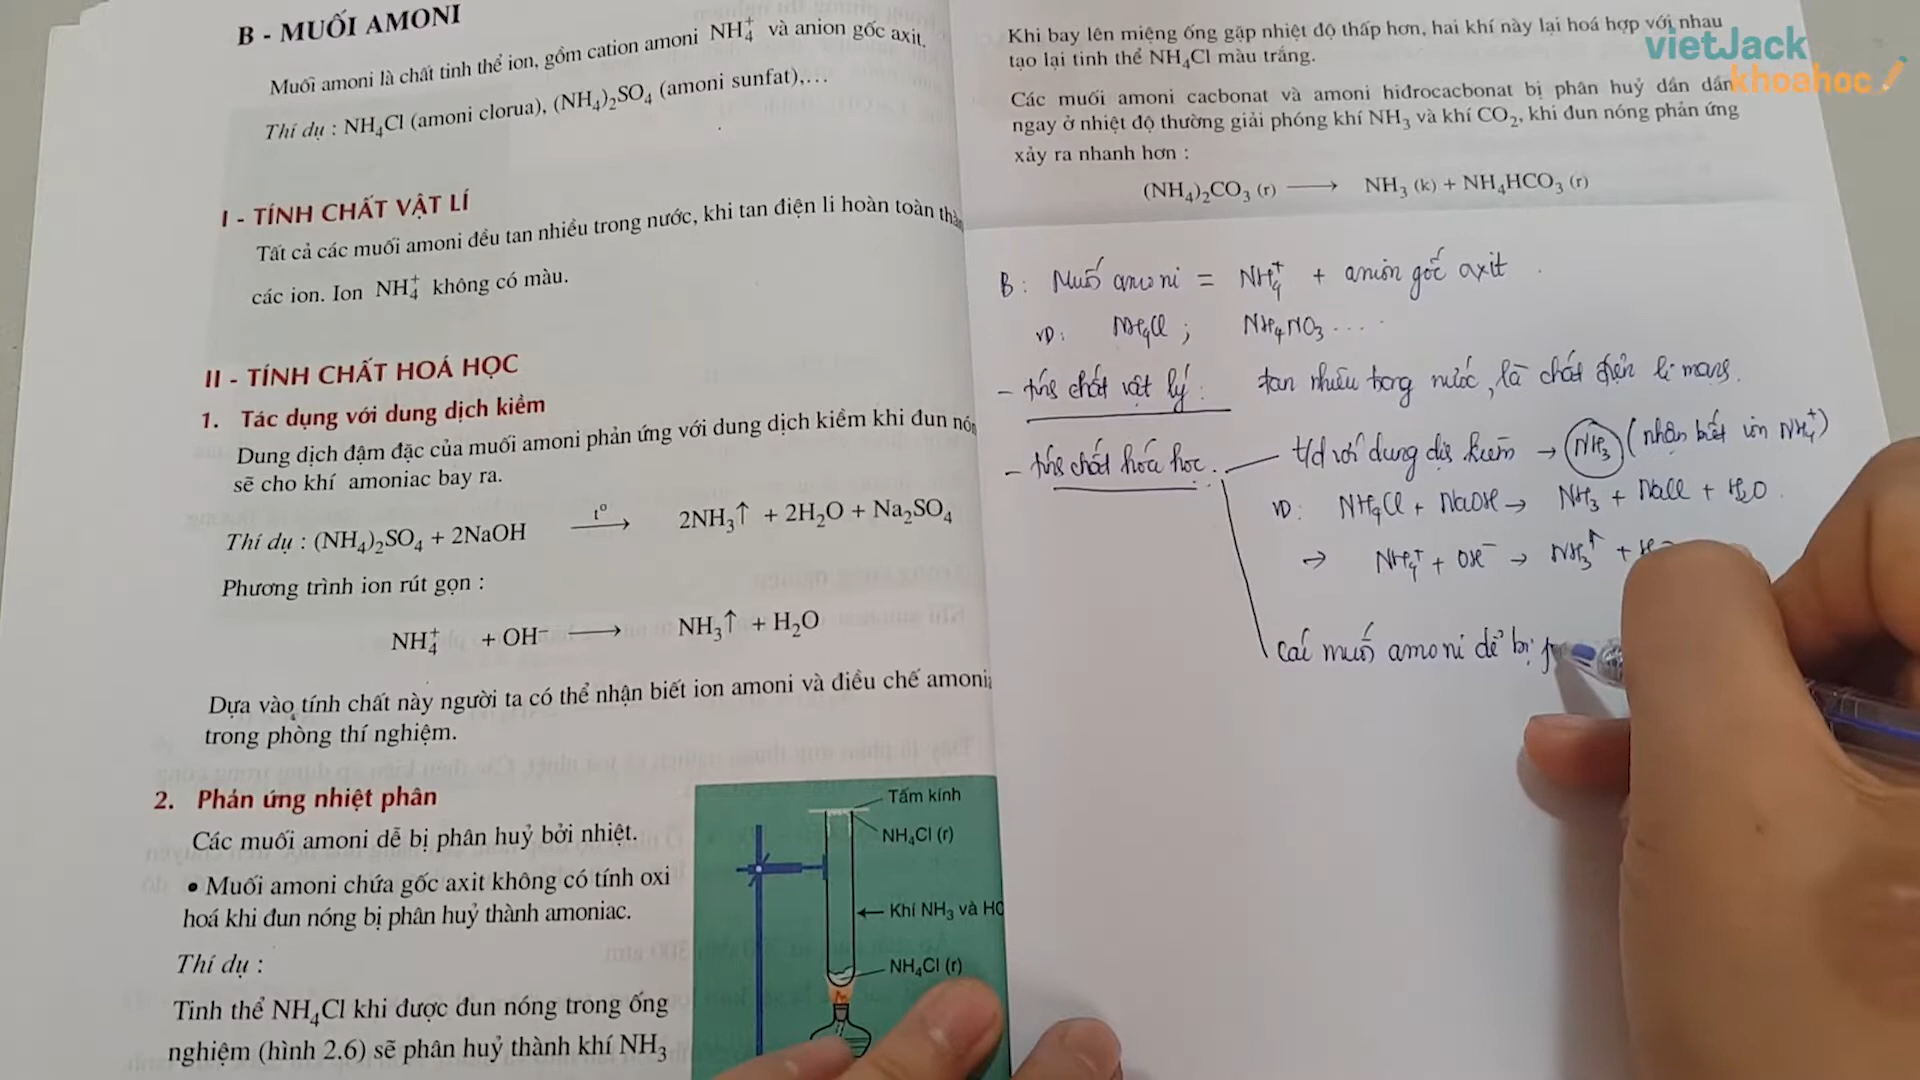 B - MUỐI AMONI
Muối amoni là chất tinh thể ion, gồm cation amoni NH₄⁺ và anion gốc axit.
Thí dụ : NH₄Cl (amoni clorua), (NH₄)₂SO₄ (amoni sunfat),...
I - TÍNH CHẤT VẬT LÍ
Tất cả các muối amoni đều tan nhiều trong nước, khi tan điện li hoàn toàn
các ion. Ion NH₄⁺ không có màu.
II - TÍNH CHẤT HOÁ HỌC
1. Tác dụng với dung dịch kiềm
Dung dịch đậm đặc của muối amoni phản ứng với dung dịch kiềm khi đun
sẽ cho khí amoniac bay ra.
Thí dụ : (NH₄)₂SO₄ + 2NaOH —t°→ 2NH₃↑ + 2H₂O + Na₂SO₄
Phương trình ion rút gọn :
NH₄⁺ + OH⁻ ⟶ NH₃↑ + H₂O
Dựa vào tính chất này người ta có thể nhận biết ion amoni và điều chế amoni
trong phòng thí nghiệm.
2. Phản ứng nhiệt phân
Các muối amoni dễ bị phân huỷ bởi nhiệt.
• Muối amoni chứa gốc axit không có tính oxi
hoá khi đun nóng bị phân huỷ thành amoniac.
Thí dụ :
Tinh thể NH₄Cl khi được đun nóng trong ống
nghiệm (hình 2.6) sẽ phân huỷ thành khí NH₃
Tấm kính
NH₄Cl (r)
Khí NH₃ và HC
NH₄Cl (r)
vietJack
khoahoc
Khi bay lên miệng ống gặp nhiệt độ thấp hơn, hai khí này lại hoá hợp với nhau
tạo lại tinh thể NH₄Cl màu trắng.
Các muối amoni cacbonat và amoni hiđrocacbonat bị phân huỷ dần dần
ngay ở nhiệt độ thường giải phóng khí NH₃ và khí CO₂, khi đun nóng phản ứng
xảy ra nhanh hơn :
(NH₄)₂CO₃ (r) ⟶ NH₃ (k) + NH₄HCO₃ (r)
B: Muối amoni = NH₄⁺ + anion gốc axit
VD: NH₄Cl ; NH₄NO₃ ....
- tính chất vật lý : tan nhiều trong nước, là chất điện li mạnh.
- tính chất hóa học : t/d với dung dịch kiềm → NH₃ (nhận biết ion NH₄⁺)
VD: NH₄Cl + NaOH → NH₃ + NaCl + H₂O
→ NH₄⁺ + OH⁻ → NH₃↑ +
Các muối amoni dễ bị